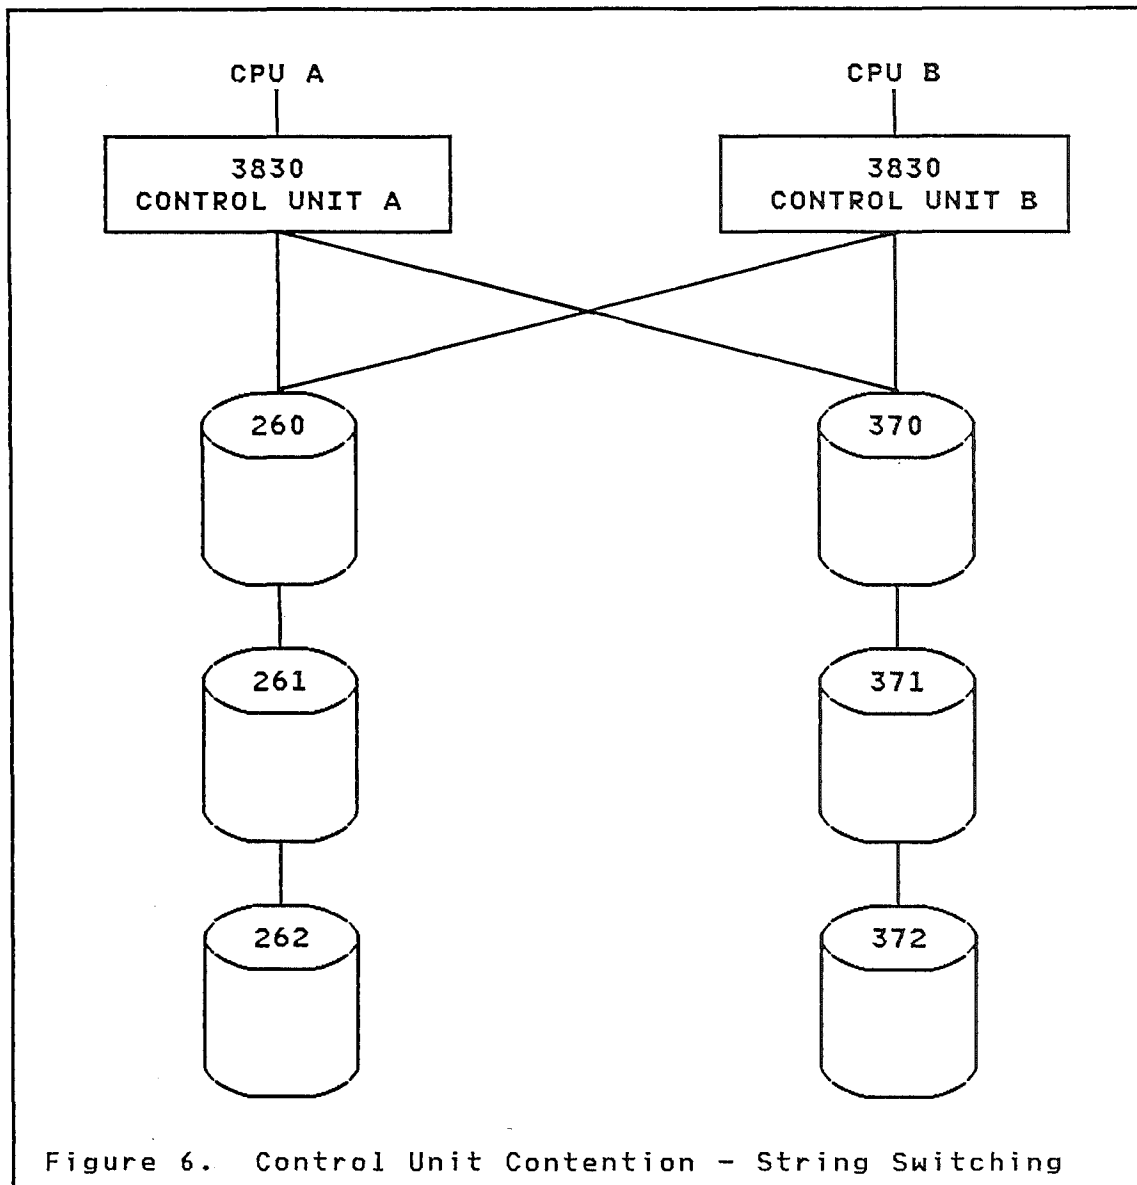 CPU A
CPU B
3830
CONTROL UNIT A
3830
CONTROL UNIT B
260
370
261
371
262
372
Figure 6. Control Unit Contention - String Switching